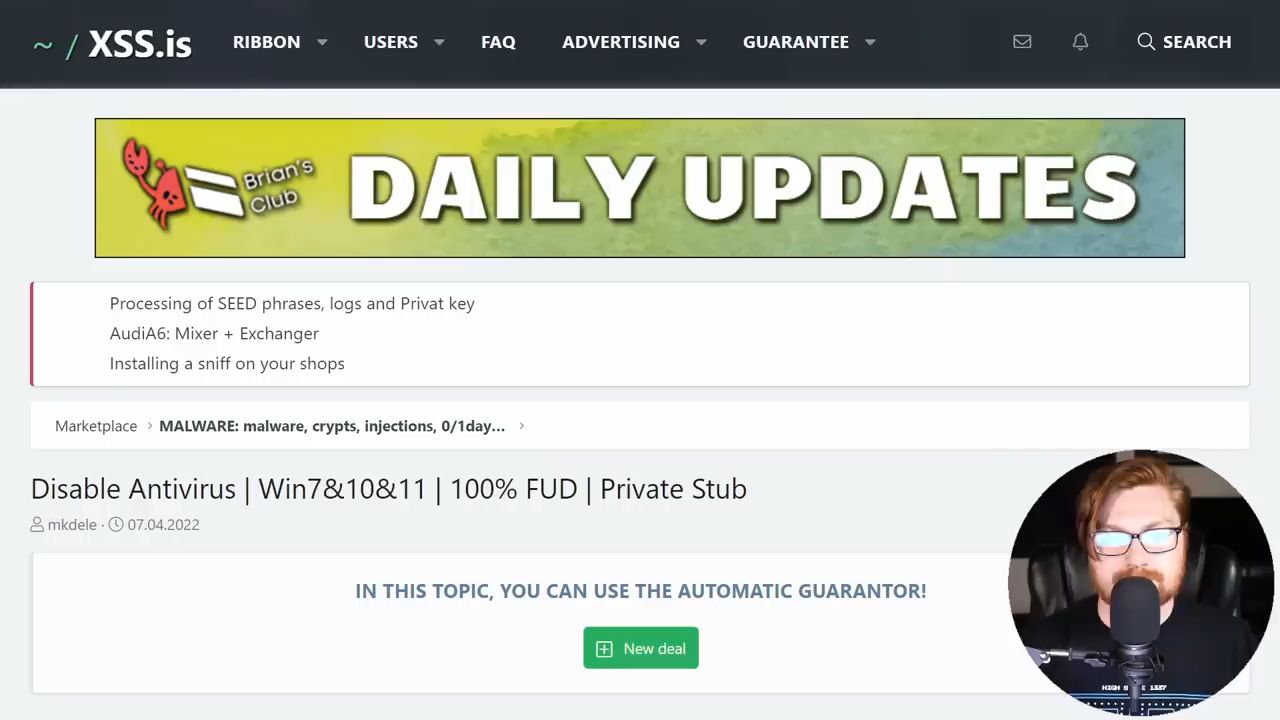 ~ / XSS.is RIBBON USERS FAQ ADVERTISING GUARANTEE SEARCH
Brian's Club DAILY UPDATES
Processing of SEED phrases, logs and Privat key
AudiA6: Mixer + Exchanger
Installing a sniff on your shops
Marketplace > MALWARE: malware, crypts, injections, 0/1day... >
Disable Antivirus | Win7&10&11 | 100% FUD | Private Stub
mkdele · 07.04.2022
IN THIS TOPIC, YOU CAN USE THE AUTOMATIC GUARANTOR!
New deal
HIGH SCORE 1337